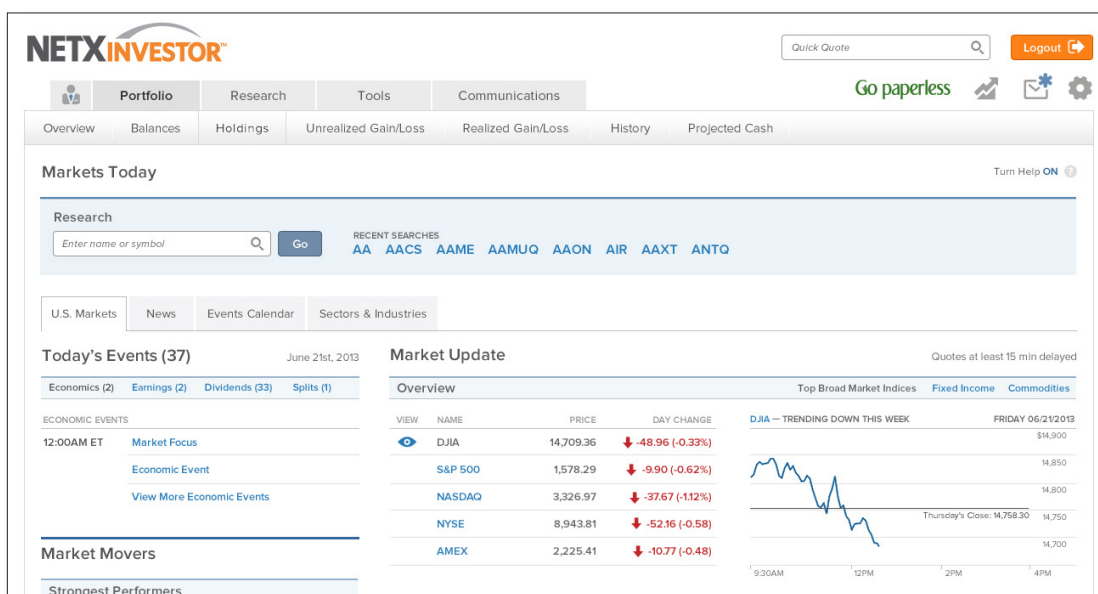 NETXINVESTOR™
Quick Quote
Logout
Portfolio Research Tools Communications
Go paperless
Overview Balances Holdings Unrealized Gain/Loss Realized Gain/Loss History Projected Cash
Markets Today
Turn Help ON ?
Research
Enter name or symbol
Go
RECENT SEARCHES
AA AACS AAME AAMUQ AAON AIR AAXT ANTQ
U.S. Markets News Events Calendar Sectors & Industries
Today's Events (37) June 21st, 2013
Economics (2) Earnings (2) Dividends (33) Splits (1)
ECONOMIC EVENTS
12:00AM ET Market Focus
Economic Event
View More Economic Events
Market Movers
Strongest Performers
Market Update
Quotes at least 15 min delayed
Overview Top Broad Market Indices Fixed Income Commodities
VIEW NAME PRICE DAY CHANGE
DJIA 14,709.36 -48.96 (-0.33%)
S&P 500 1,578.29 -9.90 (-0.62%)
NASDAQ 3,326.97 -37.67 (-1.12%)
NYSE 8,943.81 -52.16 (-0.58)
AMEX 2,225.41 -10.77 (-0.48)
DJIA — TRENDING DOWN THIS WEEK FRIDAY 06/21/2013
$14,900
14,850
14,800
Thursday's Close: 14,758.30 14,750
14,700
9:30AM 12PM 2PM 4PM